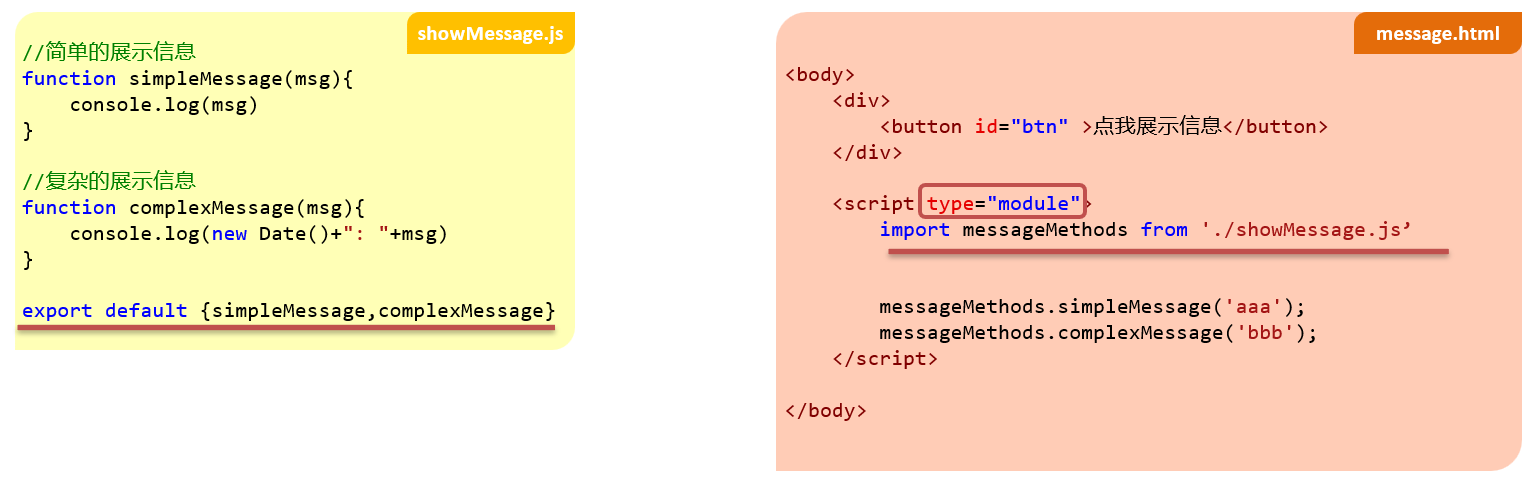 showMessage.js
//简单的展示信息
function simpleMessage(msg){
    console.log(msg)
}
//复杂的展示信息
function complexMessage(msg){
    console.log(new Date()+": "+msg)
}
export default {simpleMessage,complexMessage}
message.html
<body>
    <div>
        <button id="btn" >点我展示信息</button>
    </div>
    <script type="module">
        import messageMethods from './showMessage.js’
        messageMethods.simpleMessage('aaa');
        messageMethods.complexMessage('bbb');
    </script>
</body>